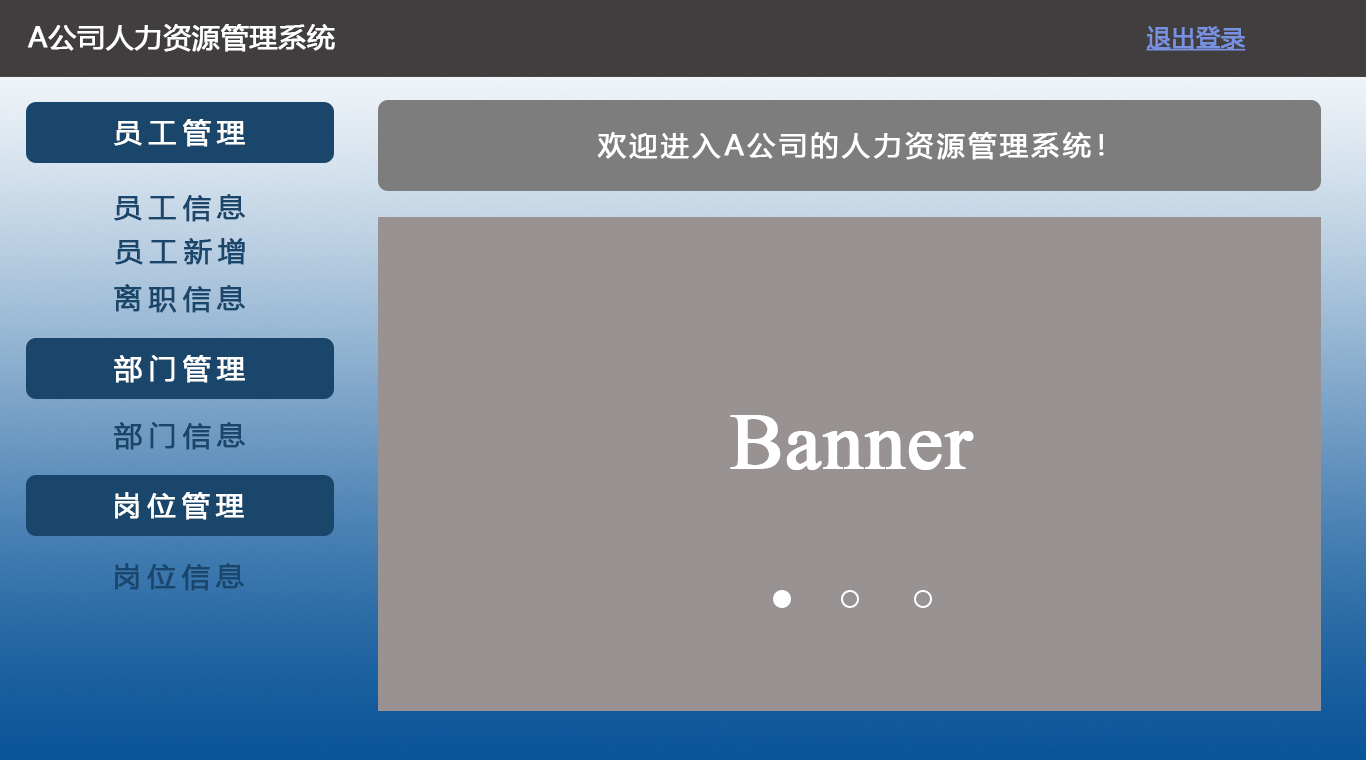 A公司人力资源管理系统
退出登录
员工管理
员工信息
员工新增
离职信息
部门管理
部门信息
岗位管理
岗位信息
欢迎进入A公司的人力资源管理系统！
Banner